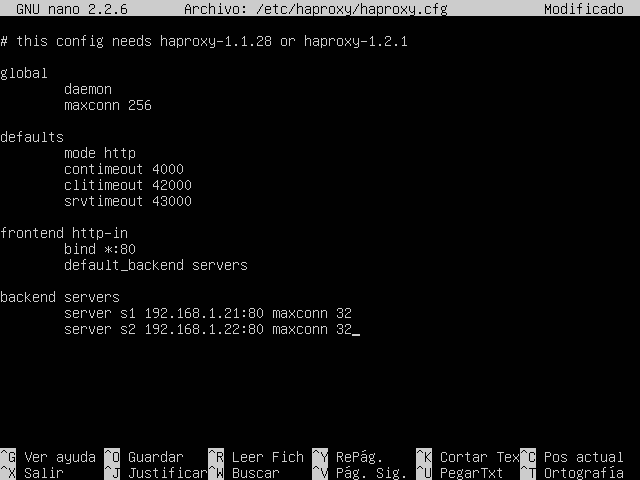 GNU nano 2.2.6 Archivo: /etc/haproxy/haproxy.cfg Modificado
# this config needs haproxy-1.1.28 or haproxy-1.2.1
global
daemon
maxconn 256
defaults
mode http
contimeout 4000
clitimeout 42000
srvtimeout 43000
frontend http-in
bind *:80
default_backend servers
backend servers
server s1 192.168.1.21:80 maxconn 32
server s2 192.168.1.22:80 maxconn 32_
^G Ver ayuda ^O Guardar ^R Leer Fich ^Y RePág. ^K Cortar Tex^C Pos actual
^X Salir ^J Justificar^W Buscar ^V Pág. Sig. ^U PegarTxt ^T Ortografía